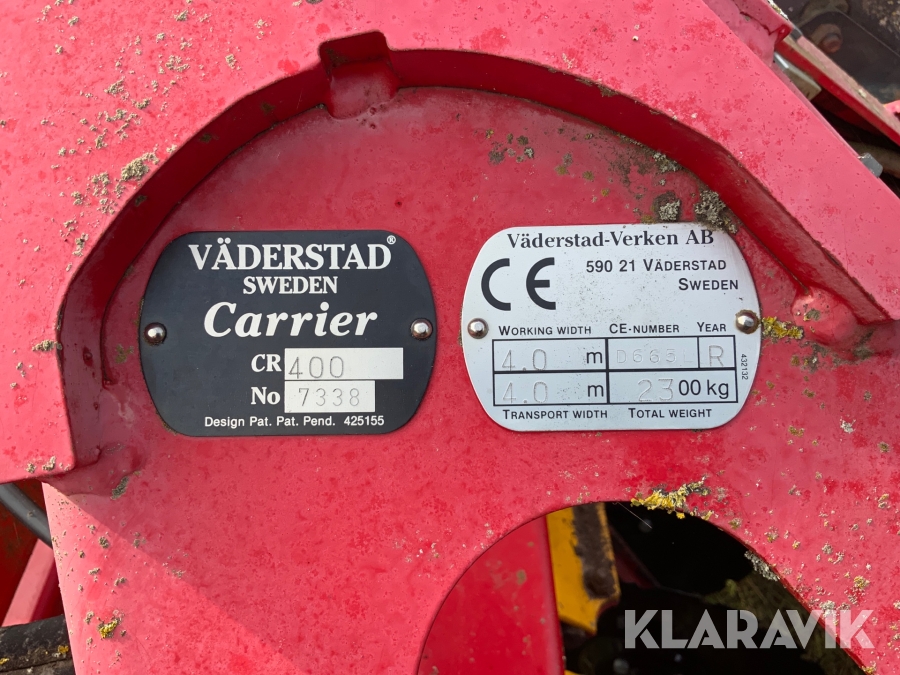 VÄDERSTAD®
SWEDEN
Carrier
CR 400
No 7338
Design Pat. Pat. Pend. 425155
Väderstad-Verken AB
CE 590 21 VÄDERSTAD
SWEDEN
WORKING WIDTH CE-NUMBER YEAR
4.0 m D663 R
4.0 m 2300 kg
TRANSPORT WIDTH TOTAL WEIGHT
432132
KLARAVIK